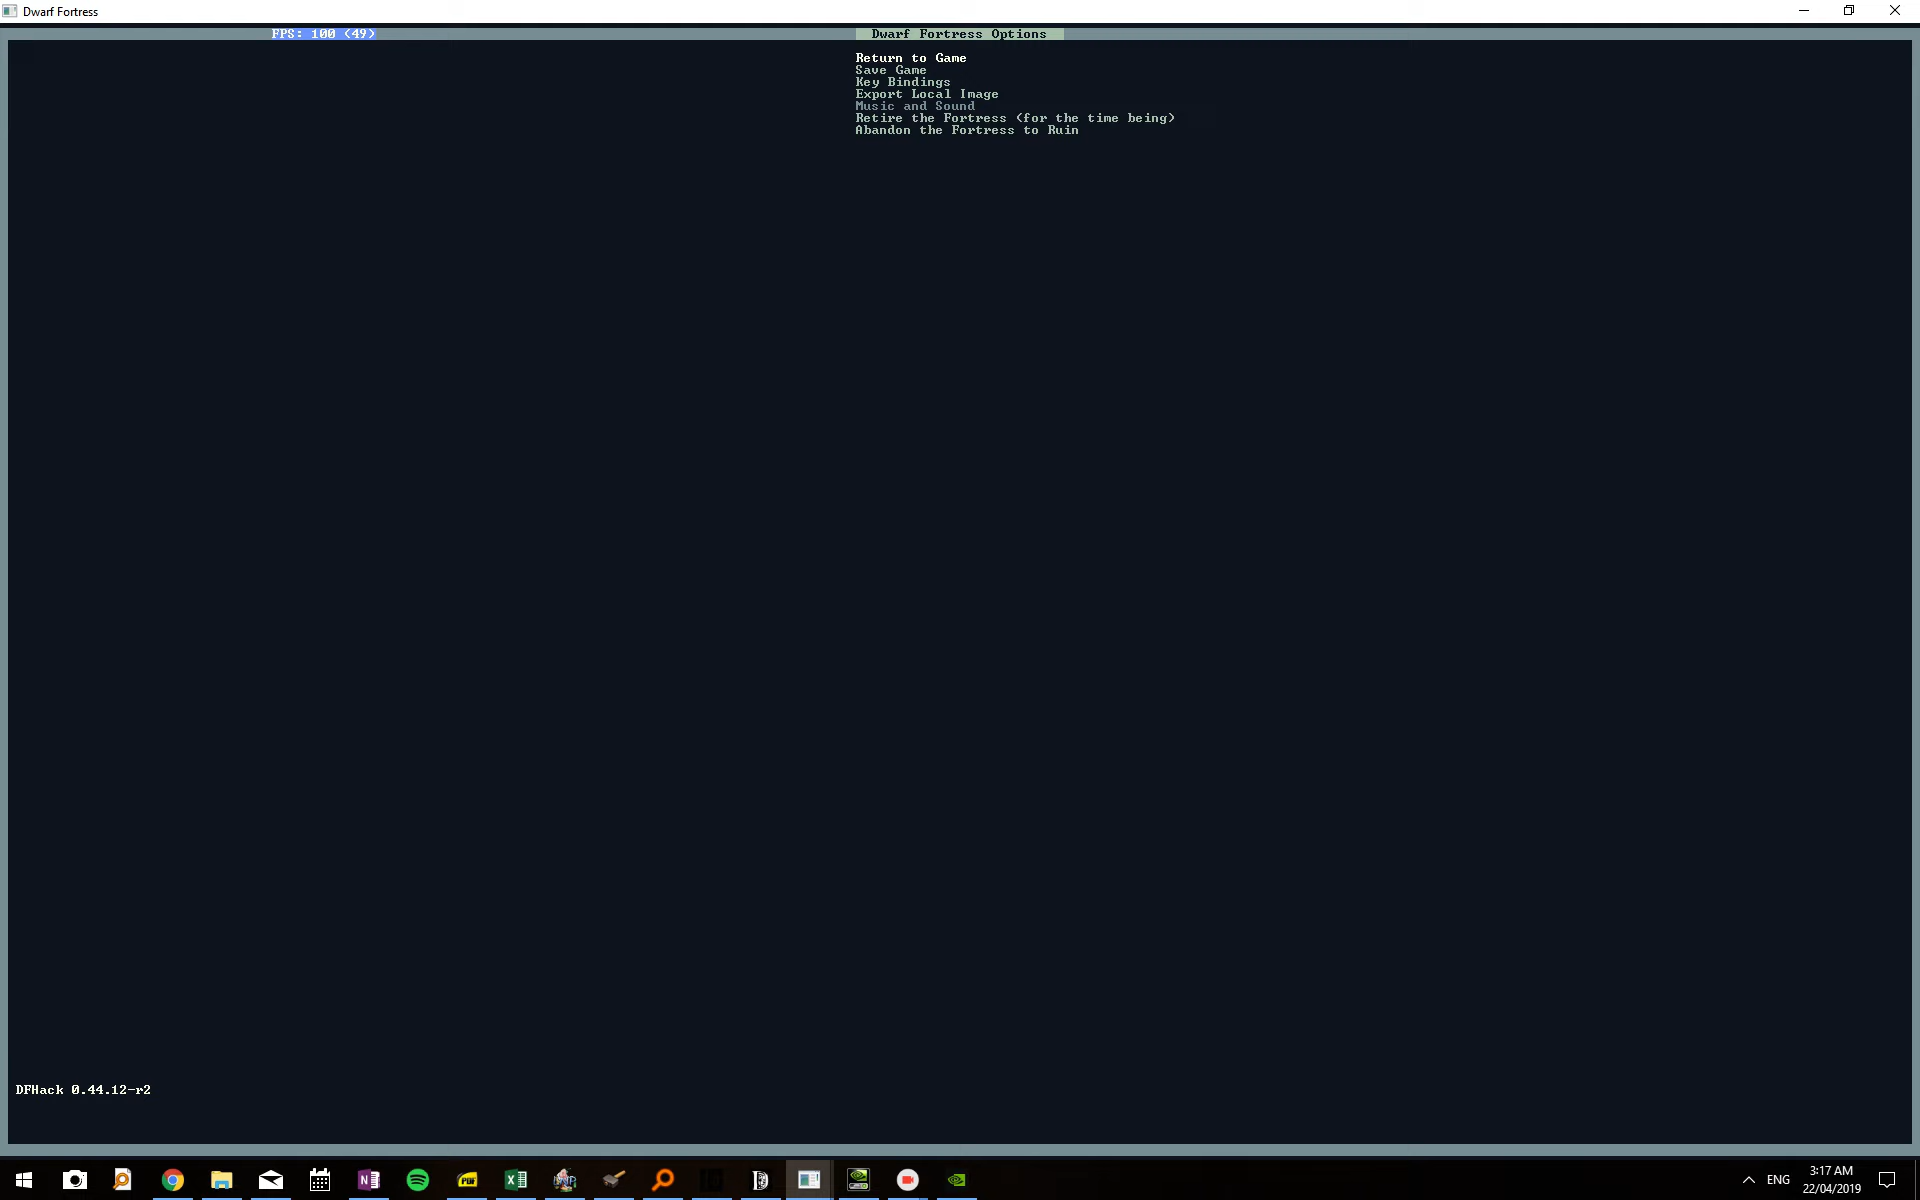 Dwarf Fortress
FPS: 100 (49)
Dwarf Fortress Options
Return to Game
Save Game
Key Bindings
Export Local Image
Music and Sound
Retire the Fortress (for the time being)
Abandon the Fortress to Ruin
DFHack 0.44.12-r2
ENG
3:17 AM
22/04/2019